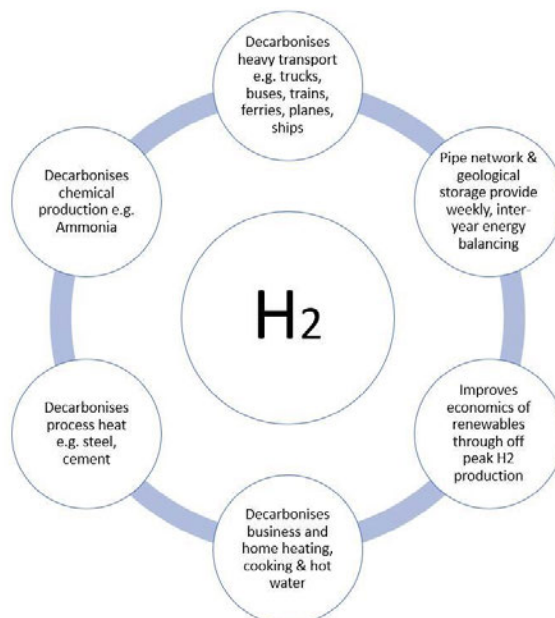 Decarbonises
heavy transport
e.g. trucks,
buses, trains,
ferries, planes,
ships
Pipe network &
geological
storage provide
weekly, inter-
year energy
balancing
Improves
economics of
renewables
through off
peak H2
production
Decarbonises
business and
home heating,
cooking & hot
water
Decarbonises
process heat
e.g. steel,
cement
Decarbonises
chemical
production e.g.
Ammonia
H2